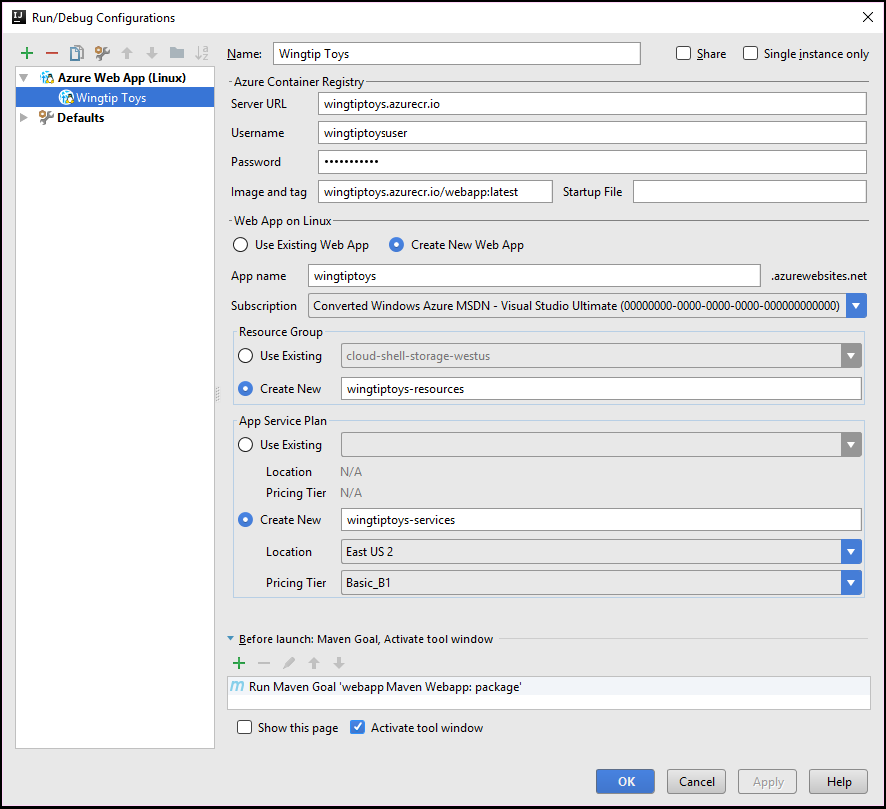 Run/Debug Configurations
Name: Wingtip Toys Share Single instance only
Azure Web App (Linux)
Wingtip Toys
Defaults
Azure Container Registry
Server URL wingtiptoys.azurecr.io
Username wingtiptoysuser
Password •••••••••••
Image and tag wingtiptoys.azurecr.io/webapp:latest Startup File
Web App on Linux
Use Existing Web App Create New Web App
App name wingtiptoys .azurewebsites.net
Subscription Converted Windows Azure MSDN - Visual Studio Ultimate (00000000-0000-0000-0000-000000000000)
Resource Group
Use Existing cloud-shell-storage-westus
Create New wingtiptoys-resources
App Service Plan
Use Existing
Location N/A
Pricing Tier N/A
Create New wingtiptoys-services
Location East US 2
Pricing Tier Basic_B1
Before launch: Maven Goal, Activate tool window
Run Maven Goal 'webapp Maven Webapp: package'
Show this page Activate tool window
OK Cancel Apply Help